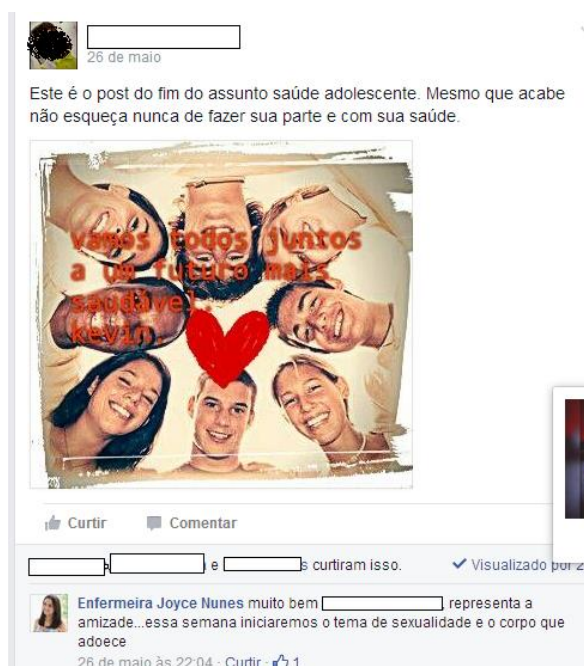 26 de maio
Este é o post do fim do assunto saúde adolescente. Mesmo que acabe
não esqueça nunca de fazer sua parte e com sua saúde.
vamos todos juntos
a um futuro mais
saudável.
kevin.
Curtir Comentar
e s curtiram isso. Visualizado por 2
Enfermeira Joyce Nunes muito bem , representa a
amizade...essa semana iniciaremos o tema de sexualidade e o corpo que
adoece
26 de maio às 22:04 · Curtir · 1